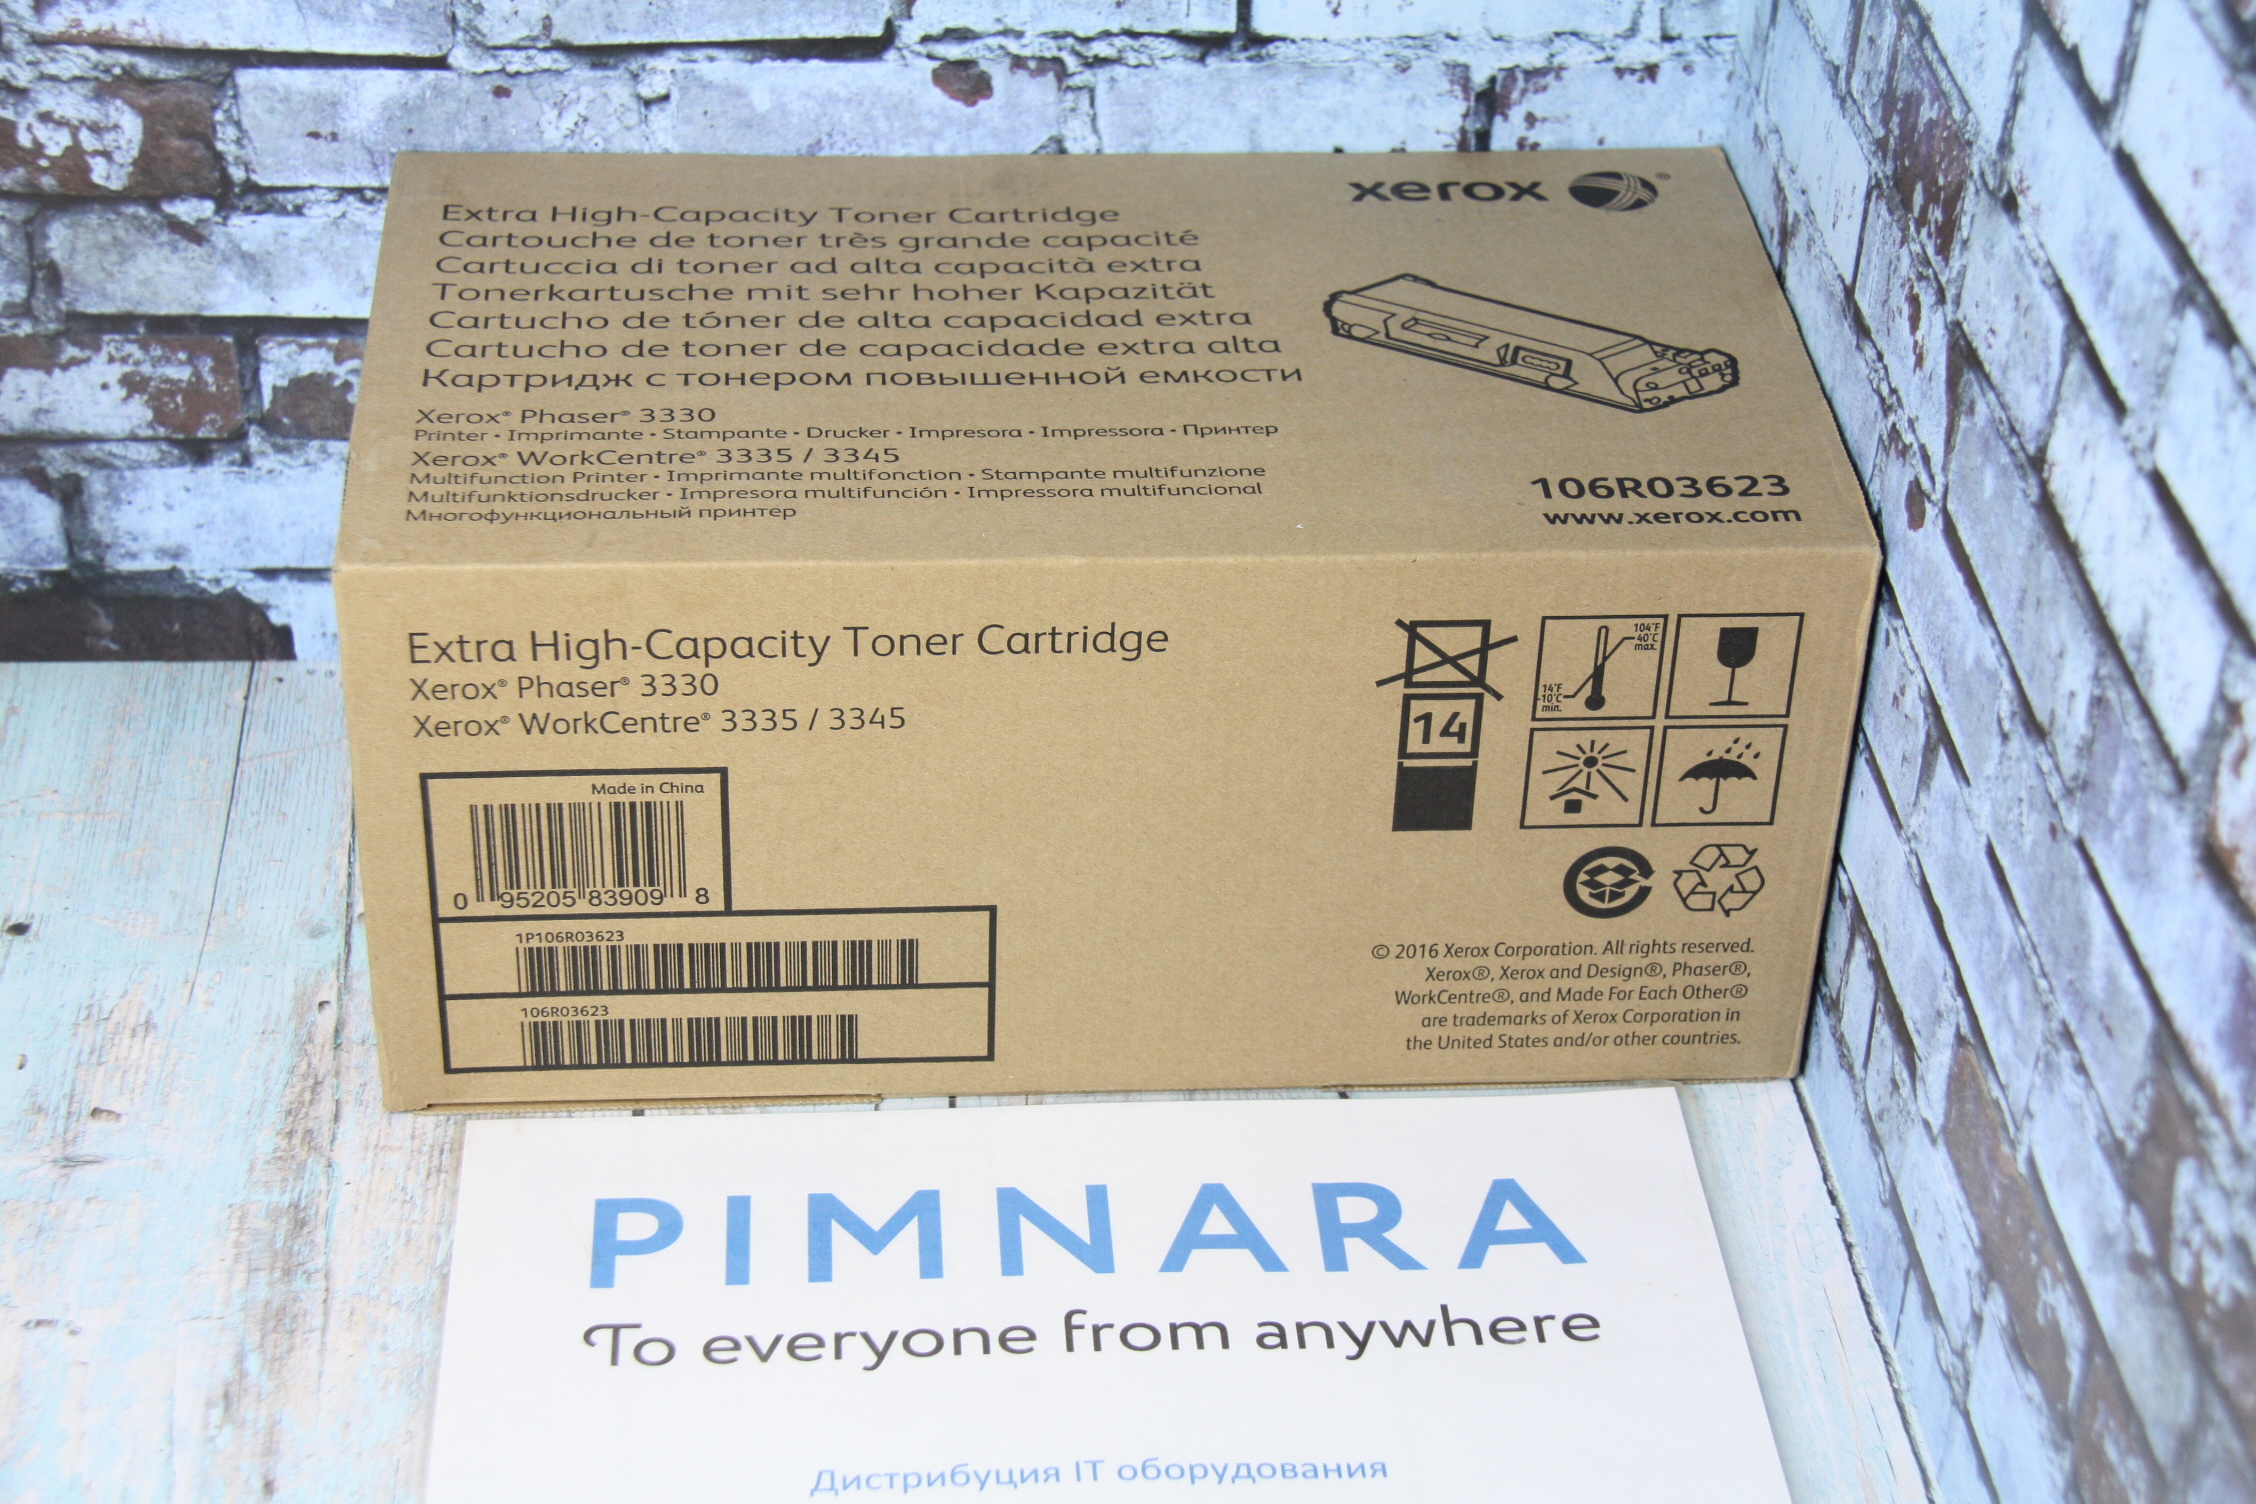 xerox
Extra High-Capacity Toner Cartridge
Cartouche de toner très grande capacité
Cartuccia di toner ad alta capacità extra
Tonerkartusche mit sehr hoher Kapazität
Cartucho de tóner de alta capacidad extra
Cartucho de toner de capacidade extra alta
Картридж с тонером повышенной емкости
Xerox® Phaser® 3330
Printer • Imprimante • Stampante • Drucker • Impresora • Impressora • Принтер
Xerox® WorkCentre® 3335 / 3345
Multifunction Printer • Imprimante multifonction • Stampante multifunzione
Multifunktionsdrucker • Impresora multifunción • Impressora multifuncional
Многофункциональный принтер
106R03623
www.xerox.com
Extra High-Capacity Toner Cartridge
Xerox® Phaser® 3330
Xerox® WorkCentre® 3335 / 3345
104°F
40°C
max.
14°F
-10°C
min.
14
Made in China
0 95205 83909 8
1P106R03623
106R03623
© 2016 Xerox Corporation. All rights reserved.
Xerox®, Xerox and Design®, Phaser®,
WorkCentre®, and Made For Each Other®
are trademarks of Xerox Corporation in
the United States and/or other countries.
PIMNARA
To everyone from anywhere
Дистрибуция IT оборудования